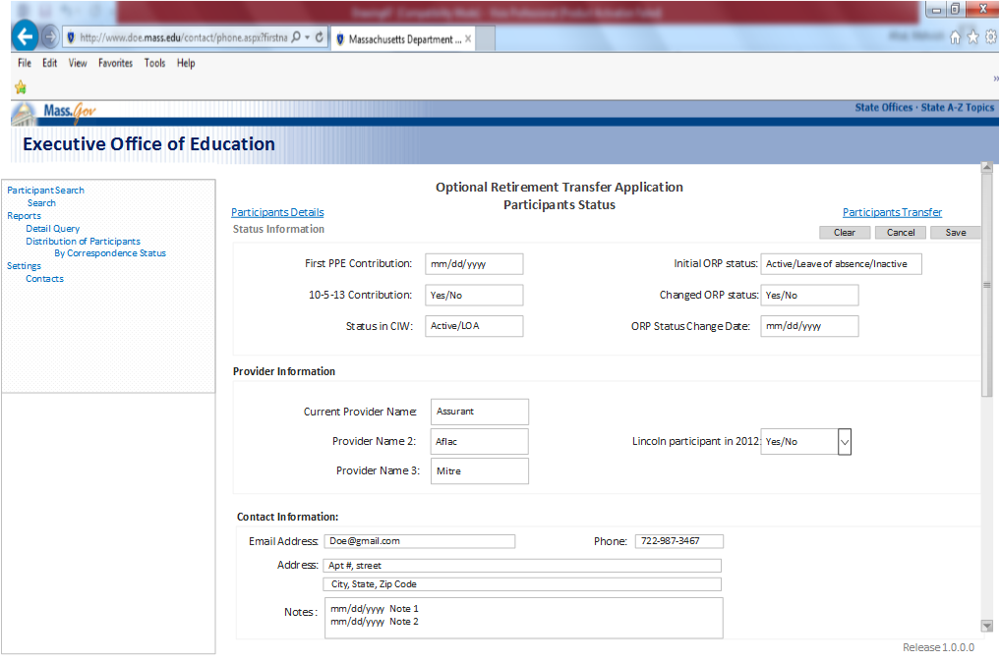 http://www.doe.mass.edu/contact/phone.aspx?firstna
Massachusetts Department ...
File Edit View Favorites Tools Help
Mass.Gov
State Offices · State A-Z Topics
Executive Office of Education
Participant Search
Search
Reports
Detail Query
Distribution of Participants
By Correspondence Status
Settings
Contacts
Optional Retirement Transfer Application
Participants Status
Participants Details Participants Transfer
Status Information Clear Cancel Save
First PPE Contribution: mm/dd/yyyy Initial ORP status: Active/Leave of absence/Inactive
10-5-13 Contribution: Yes/No Changed ORP status: Yes/No
Status in CIW: Active/LOA ORP Status Change Date: mm/dd/yyyy
Provider Information
Current Provider Name: Assurant
Provider Name 2: Aflac Lincoln participant in 2012: Yes/No
Provider Name 3: Mitre
Contact Information:
Email Address: Doe@gmail.com Phone: 722-987-3467
Address: Apt #, street
City, State, Zip Code
Notes: mm/dd/yyyy Note 1
mm/dd/yyyy Note 2
Release 1.0.0.0